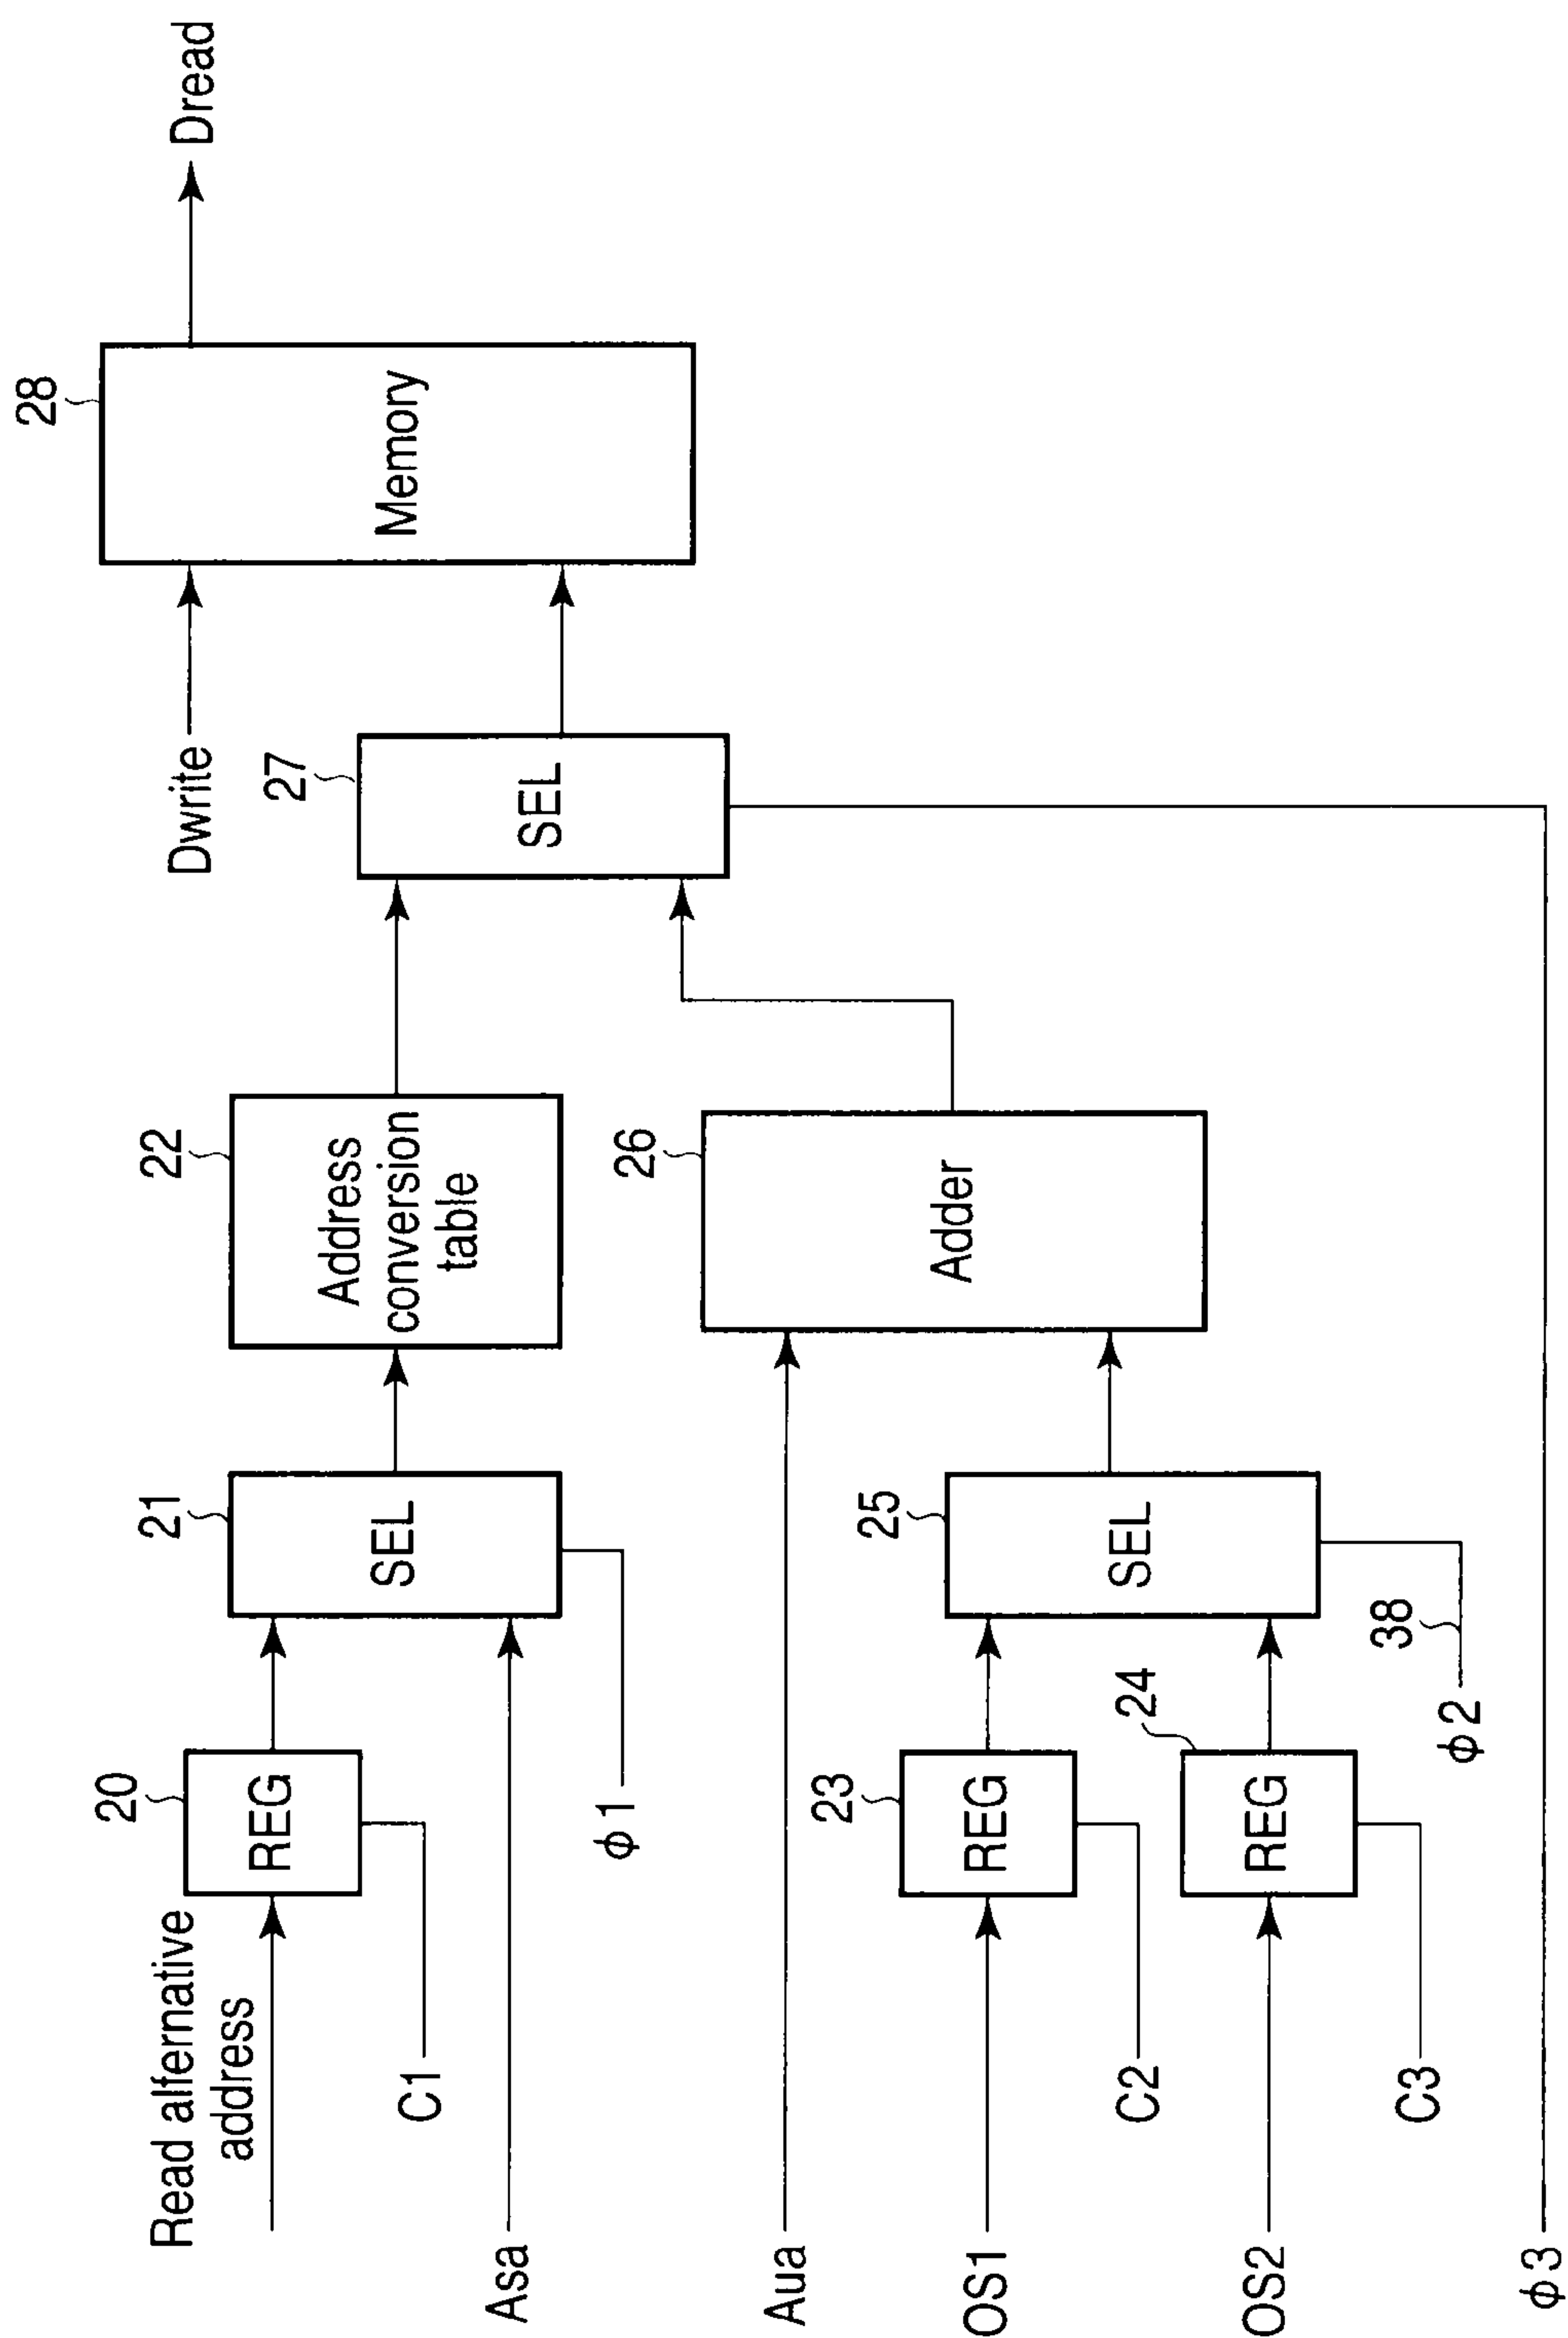 Read alfernative
address
20
REG
C1
Asa
21
SEL
φ1
22
Address
conversion
table
Aua
OS1
23
REG
C2
OS2
24
REG
C3
25
SEL
38
φ2
26
Adder
φ3
27
SEL
Dwrite
28
Memory
Dread